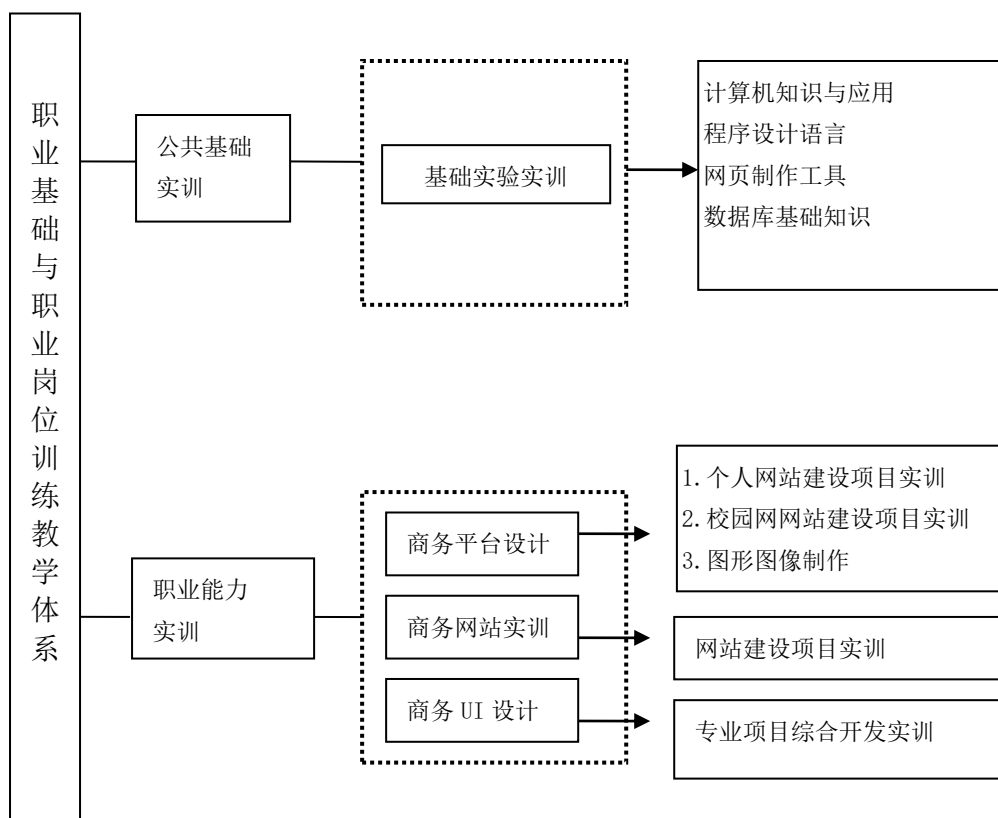 职业基础与职业岗位训练教学体系
公共基础
实训
基础实验实训
计算机知识与应用
程序设计语言
网页制作工具
数据库基础知识
职业能力
实训
商务平台设计
商务网站实训
商务 UI 设计
1.个人网站建设项目实训
2.校园网网站建设项目实训
3.图形图像制作
网站建设项目实训
专业项目综合开发实训